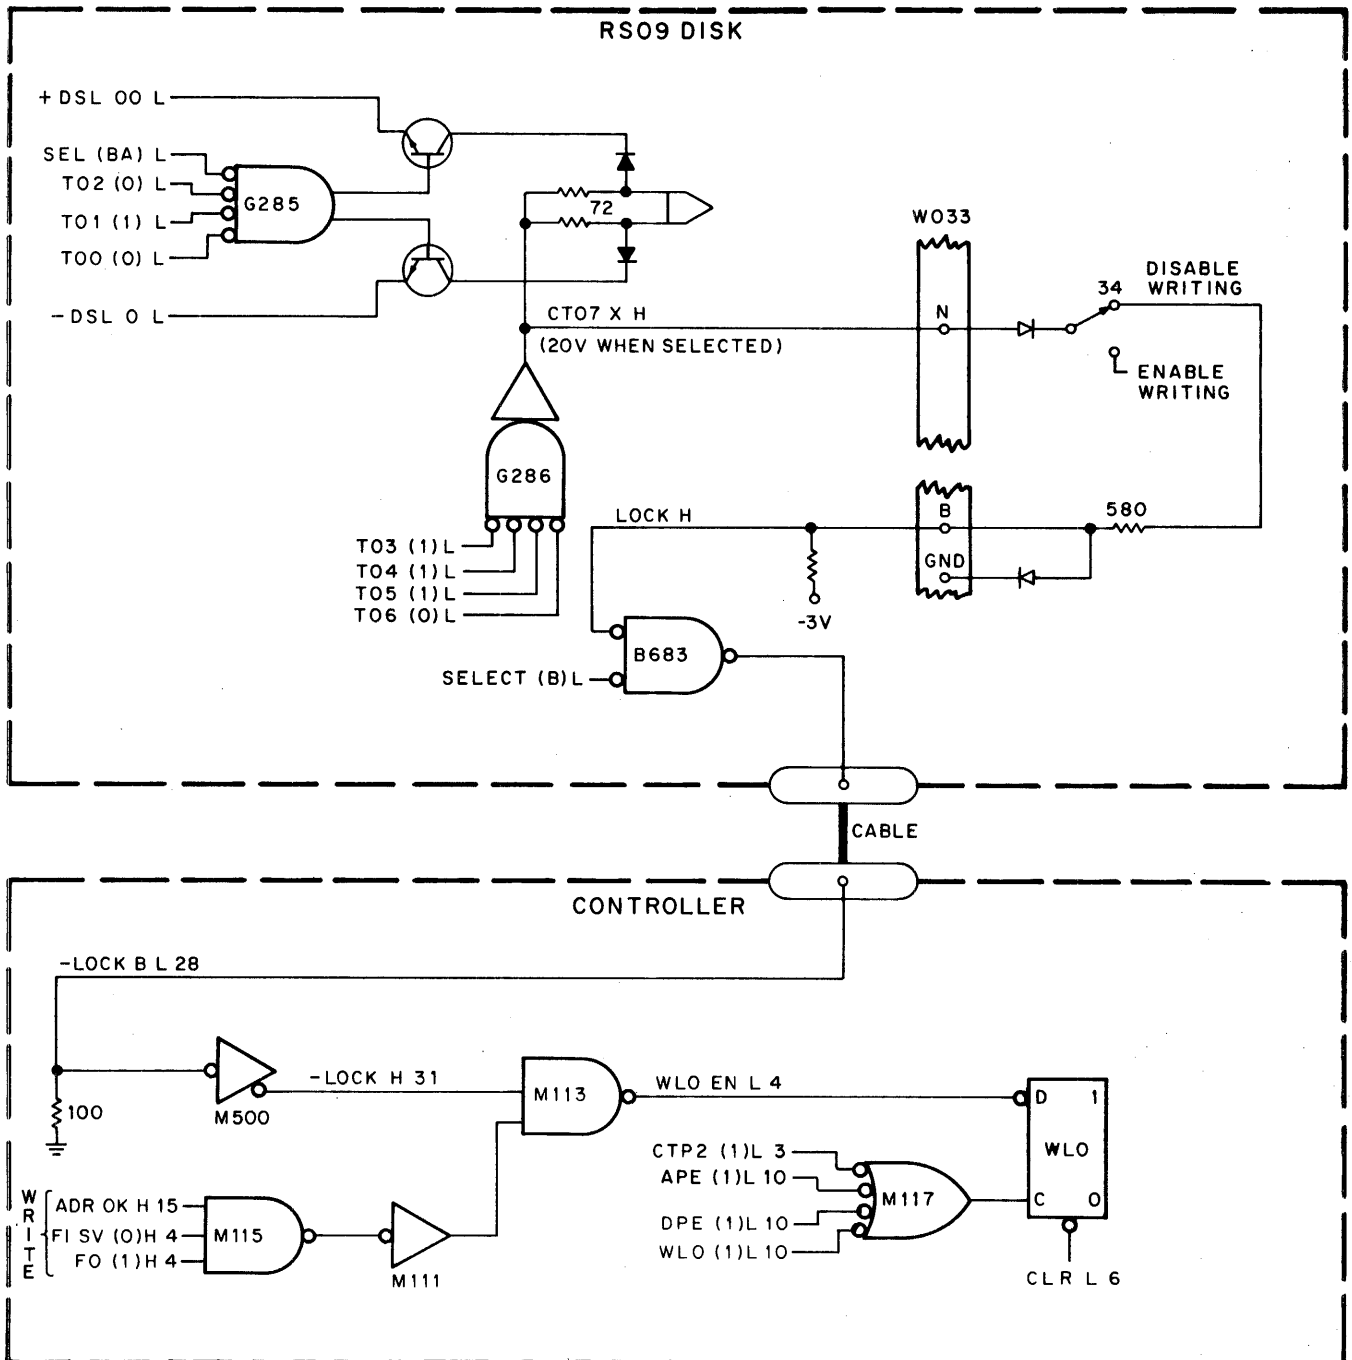 RS09 DISK
+DSL 00 L
SEL (BA) L
T02 (0) L
T01 (1) L
T00 (0) L
G285
-DSL 0 L
72
W033
DISABLE
WRITING
34
N
CT07 X H
(20V WHEN SELECTED)
ENABLE
WRITING
G286
T03 (1) L
T04 (1) L
T05 (1) L
T06 (0) L
LOCK H
B
580
GND
-3V
B683
SELECT (B) L
CABLE
CONTROLLER
-LOCK B L 28
-LOCK H 31
M500
100
M113
WLO EN L 4
D 1
WLO
C 0
CLR L 6
CTP2 (1)L 3
APE (1)L 10
DPE (1)L 10
WLO (1)L 10
M117
WRITE
ADR OK H 15
FI SV (0)H 4
FO (1)H 4
M115
M111